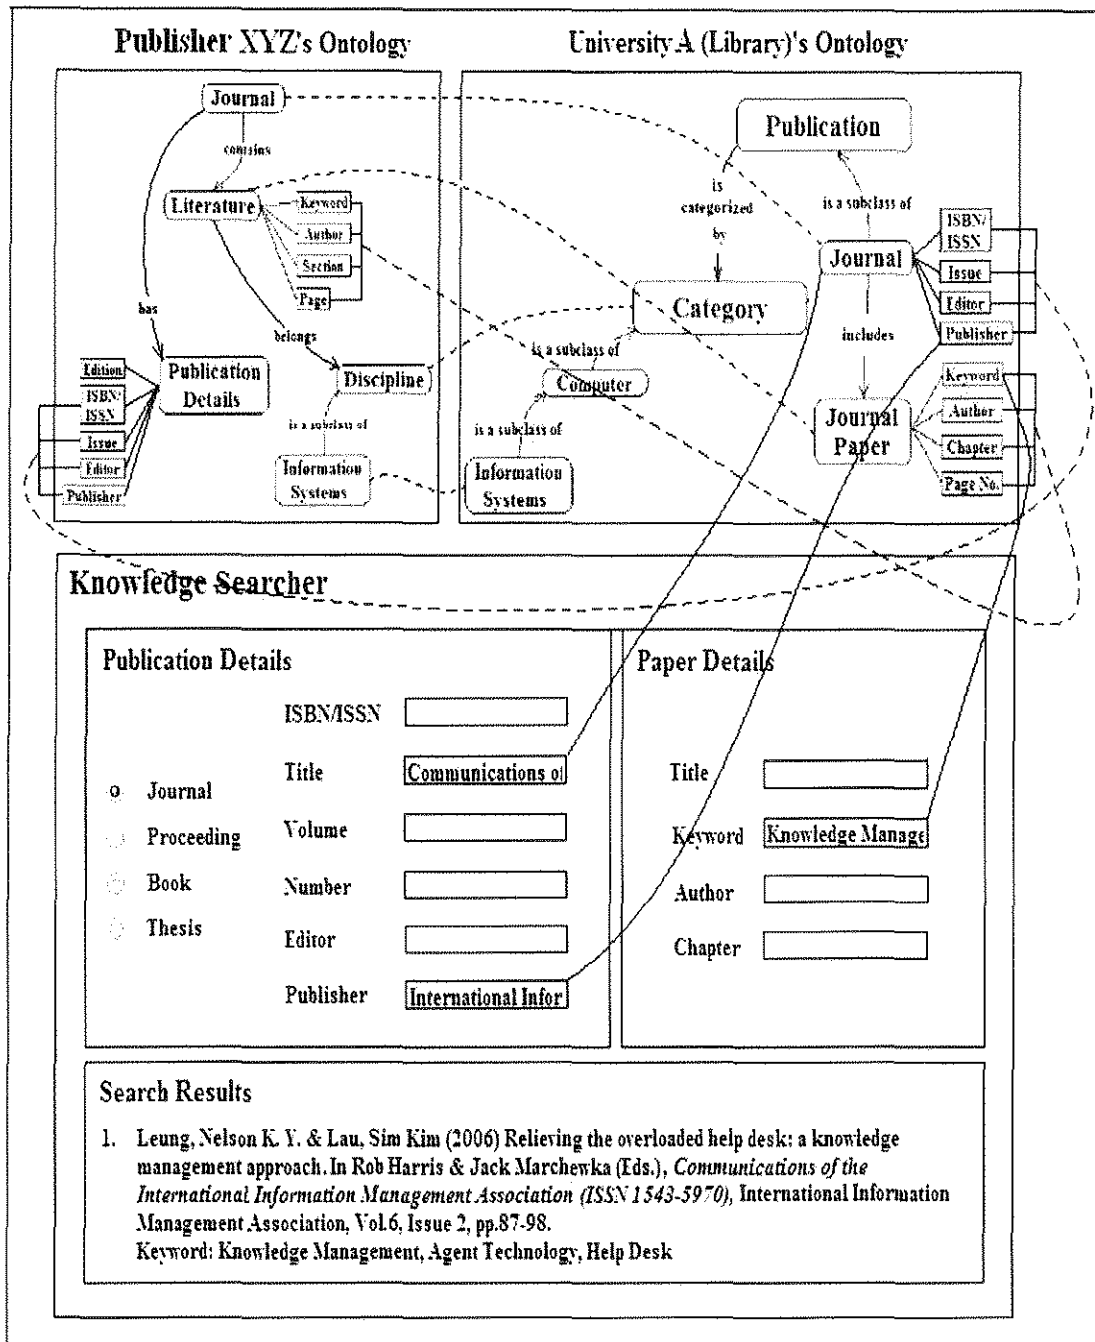 Publisher XYZ's Ontology
University A (Library)'s Ontology
Journal
contains
Literature
Keyword
Author
Section
Page
has
belongs
Edition
ISBN/
ISSN
Issue
Editor
Publisher
Publication
Details
Discipline
is a subclass of
Information
Systems
Publication
is
categorized
by
is a subclass of
Journal
ISBN/
ISSN
Issue
Editor
Publisher
Category
includes
is a subclass of
Computer
is a subclass of
Information
Systems
Journal
Paper
Keyword
Author
Chapter
Page No.
Knowledge Searcher
Publication Details
ISBN/ISSN
Title
Communications of
Volume
Number
Editor
Publisher
International Infor
Journal
Proceeding
Book
Thesis
Paper Details
Title
Keyword
Knowledge Manage
Author
Chapter
Search Results
1. Leung, Nelson K. Y. & Lau, Sim Kim (2006) Relieving the overloaded help desk: a knowledge
management approach. In Rob Harris & Jack Marchewka (Eds.), Communications of the
International Information Management Association (ISSN 1543-5970), International Information
Management Association, Vol.6, Issue 2, pp.87-98.
Keyword: Knowledge Management, Agent Technology, Help Desk